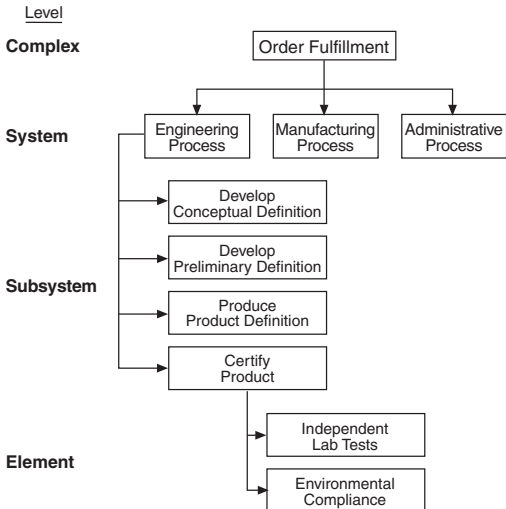 Level
Complex
Order Fulfillment
System
Engineering
Process
Manufacturing
Process
Administrative
Process
Develop
Conceptual Definition
Develop
Preliminary Definition
Subsystem
Produce
Product Definition
Certify
Product
Independent
Lab Tests
Element
Environmental
Compliance